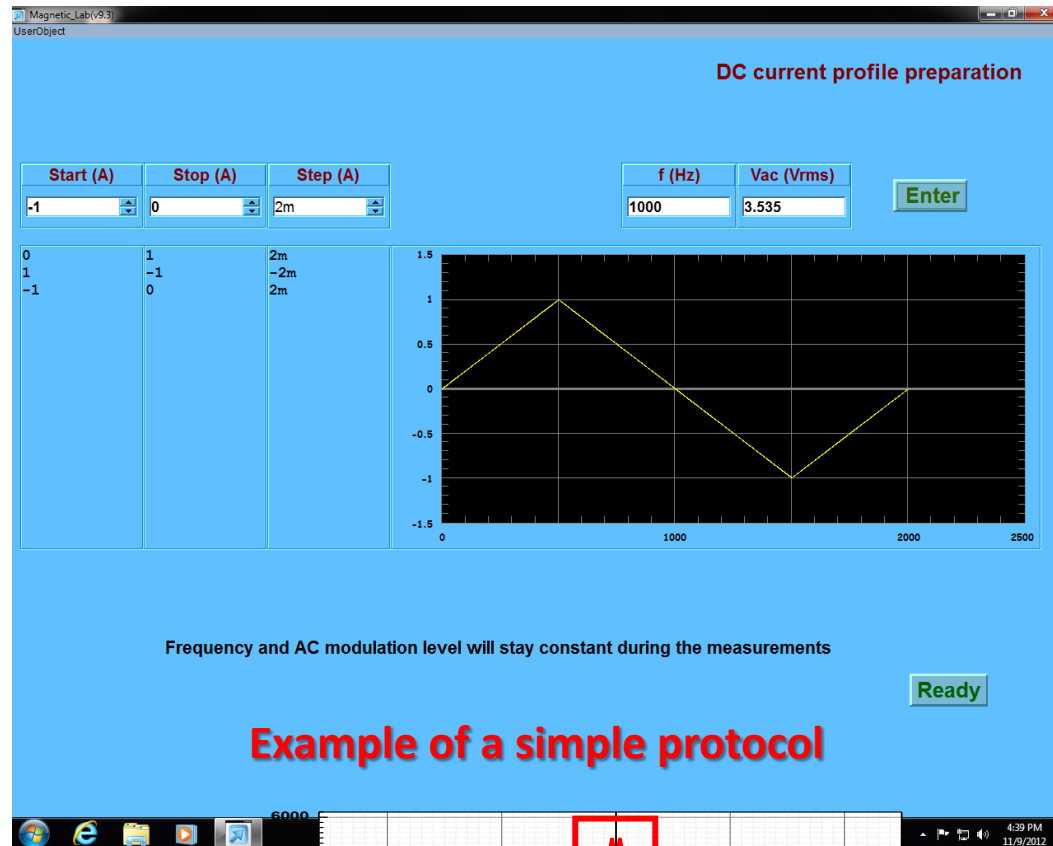 Magnetic_Lab(v9.3)
UserObject
DC current profile preparation
Start (A) Stop (A) Step (A) f (Hz) Vac (Vrms)
-1 0 2m 1000 3.535 Enter
0 1 2m
1 -1 -2m
-1 0 2m
1.5
1
0.5
0
-0.5
-1
-1.5
0 1000 2000 2500
Frequency and AC modulation level will stay constant during the measurements
Ready
Example of a simple protocol
6000
4:39 PM
11/9/2012